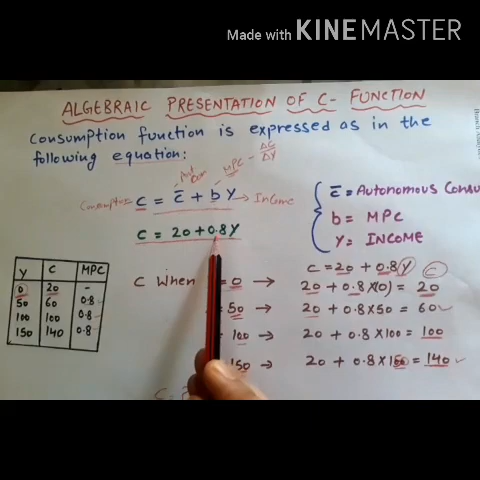 Made with KINEMASTER
ALGEBRAIC PRESENTATION OF C- FUNCTION
Consumption function is expressed as in the
following equation:
MPC - ΔC/ΔY
C = c̄ + b Y → Income
C = 20 + 0.8Y
c̄ = Autonomous Consu
b = MPC
Y = INCOME
Y C MPC
0 20 -
50 60 0.8
100 100 0.8
150 140 0.8
C = 20 + 0.8 Y C
C When = 0 → 20 + 0.8 x(0) = 20
= 50 → 20 + 0.8 x 50 = 60
= 100 → 20 + 0.8 x 100 = 100
= 150 → 20 + 0.8 x 150 = 140